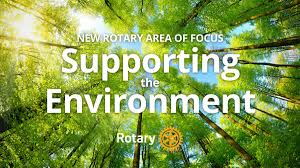 NEW ROTARY AREA OF FOCUS
Supporting
the
Environment
Rotary